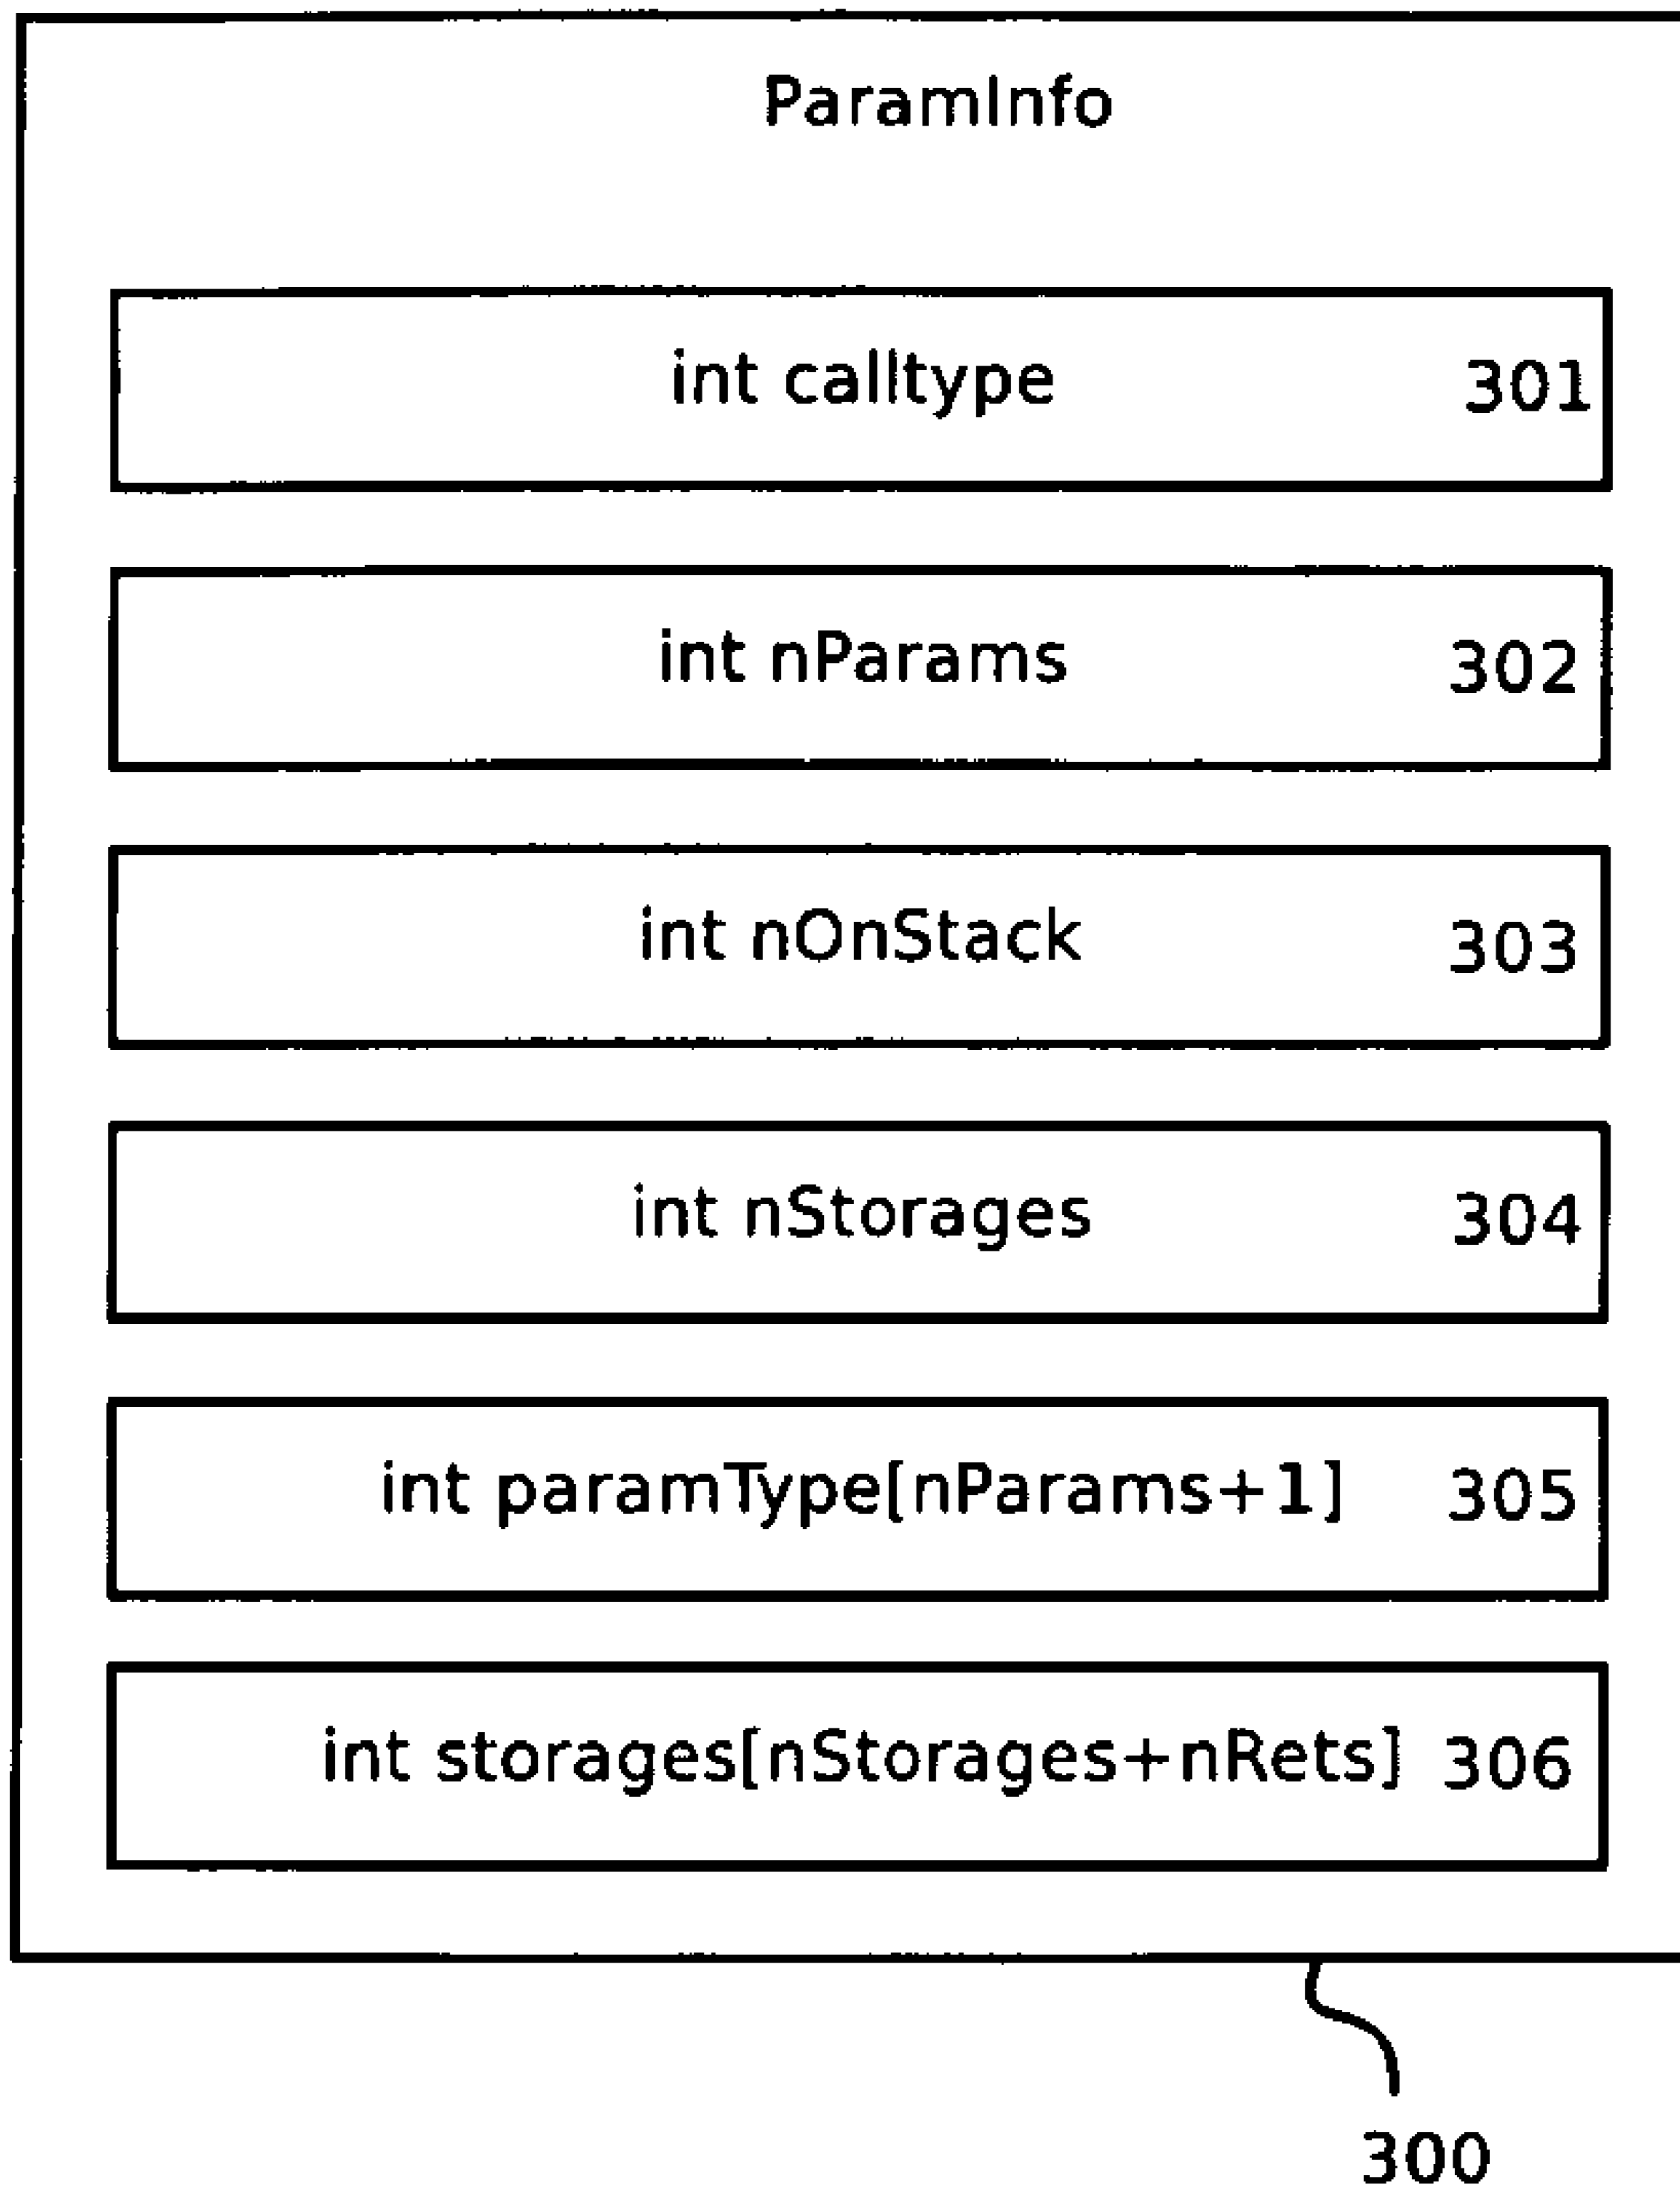 ParamInfo
int calltype 301
int nParams 302
int nOnStack 303
int nStorages 304
int paramType[nParams+1] 305
int storages[nStorages+nRets] 306
300